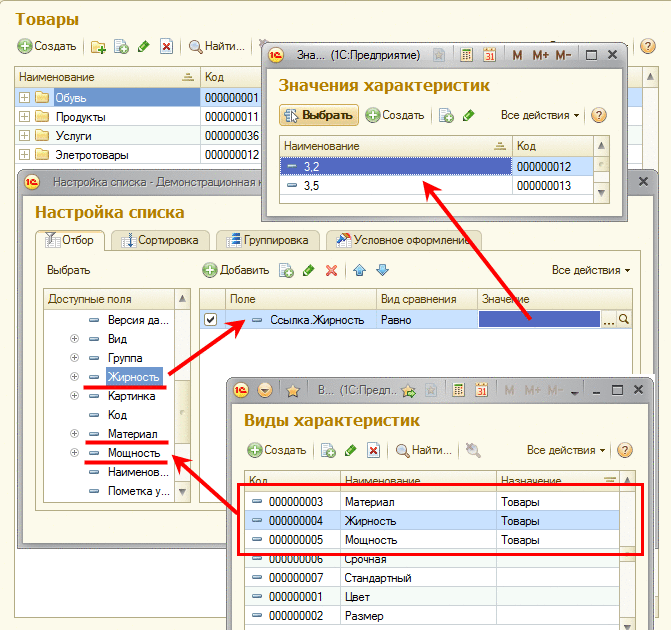 Товары
Создать
Найти...
Наименование
Код
Обувь
000000001
Продукты
000000011
Услуги
000000036
Элетротовары
000000012
Зна... (1С:Предприятие)
M M+ M-
Значения характеристик
Выбрать
Создать
Все действия
Наименование
Код
3,2
000000012
3,5
000000013
Настройка списка - Демонстрационная
Настройка списка
Отбор
Сортировка
Группировка
Условное оформление
Выбрать
Добавить
Все действия
Доступные поля
Поле
Вид сравнения
Значение
Ссылка.Жирность
Равно
Версия да...
Вид
Группа
Жирность
Картинка
Код
Материал
Мощность
Наименов...
Пометка у...
В... (1С:Предп...
M M+ M-
Виды характеристик
Создать
Найти...
Все действия
Код
Наименование
Назначение
000000003
Материал
Товары
000000004
Жирность
Товары
000000005
Мощность
Товары
000000006
Срочная
000000007
Стандартный
000000001
Цвет
000000002
Размер